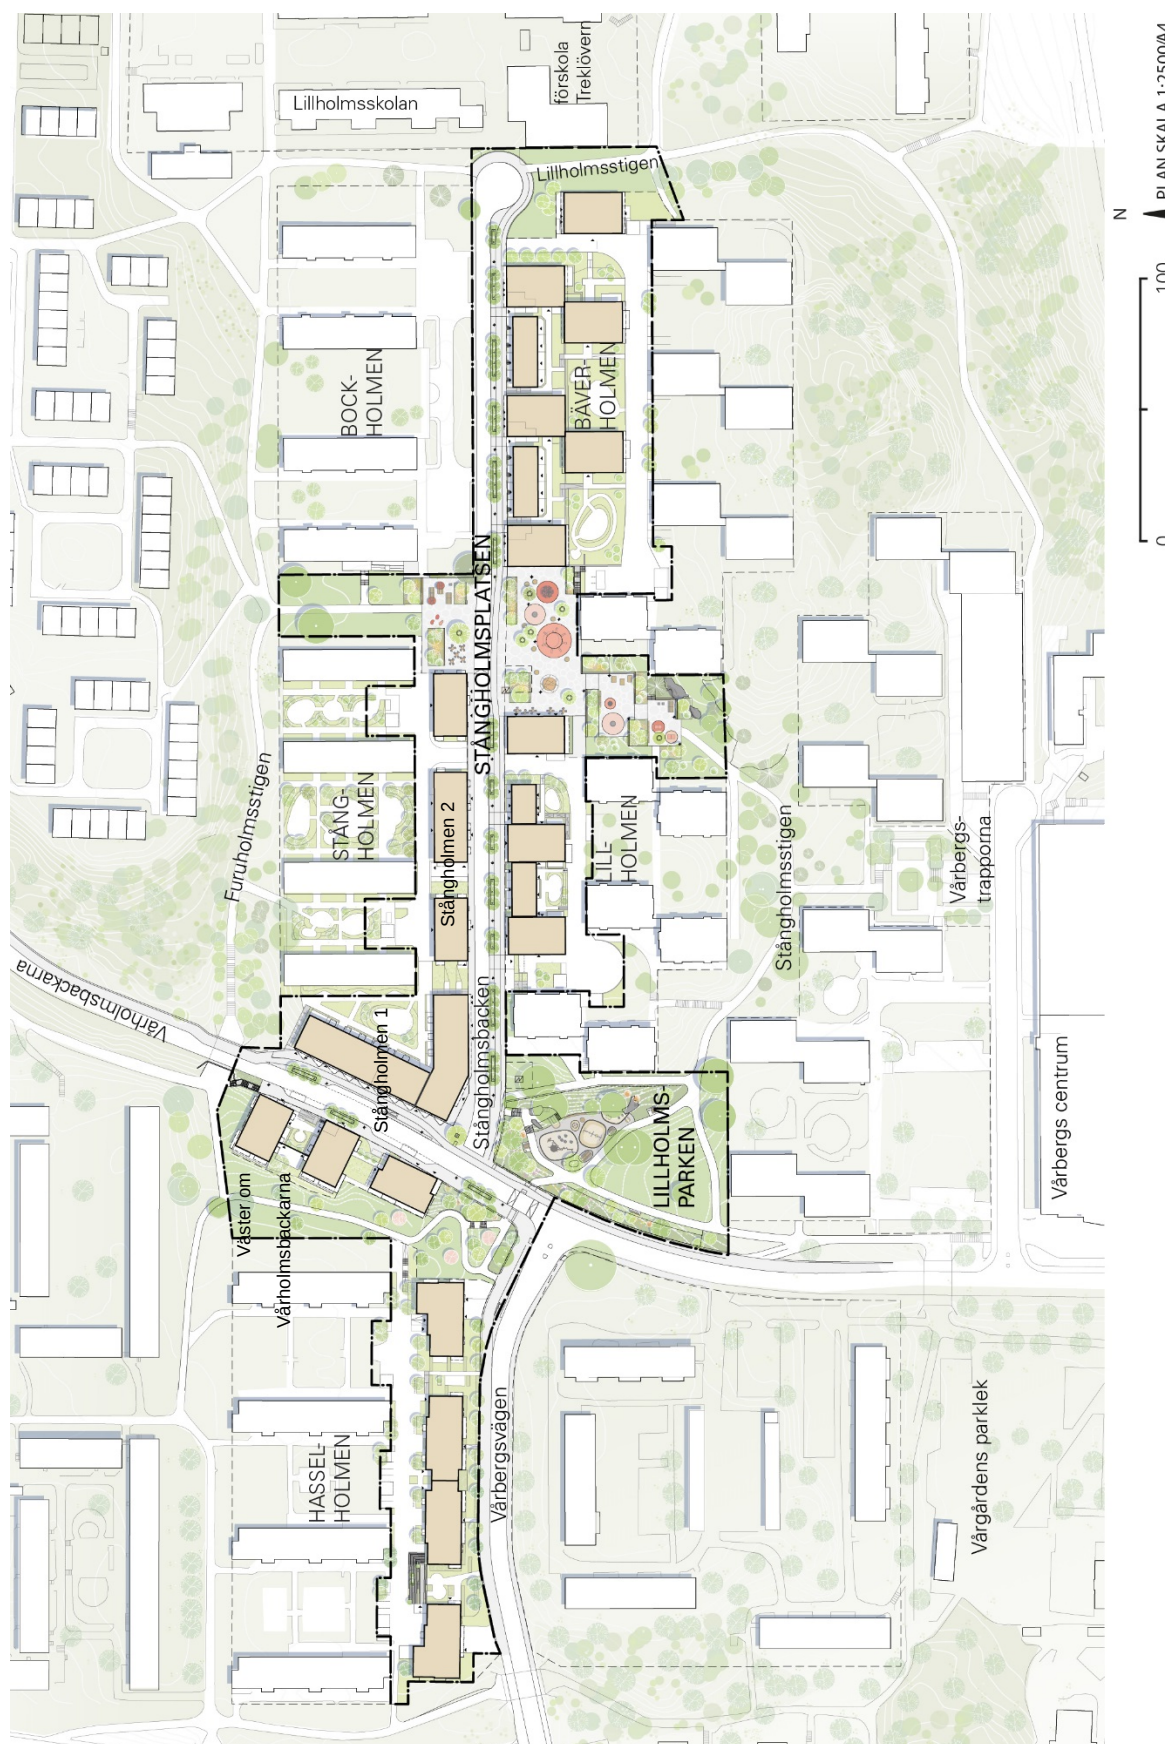 Lillholmsskolan
förskola
Treklövern
Lillholmsstigen
BOCK-
HOLMEN
BÄVER-
HOLMEN
STÅNGHOLMSPLATSEN
Furuholmsstigen
STÅNG-
HOLMEN
Stångholmen 2
LILL-
HOLMEN
Stångholmsstigen
Vårbergs-
trapporna
Vårholmsbackarna
Stångholmen 1
Stångholmsbacken
LILLHOLMS-
PARKEN
Vårbergs centrum
Väster om
Vårholmsbackarna
HASSEL-
HOLMEN
Vårbergsvägen
Vårgårdens parklek
N
PLAN SKALA 1:2500/A4
0
100